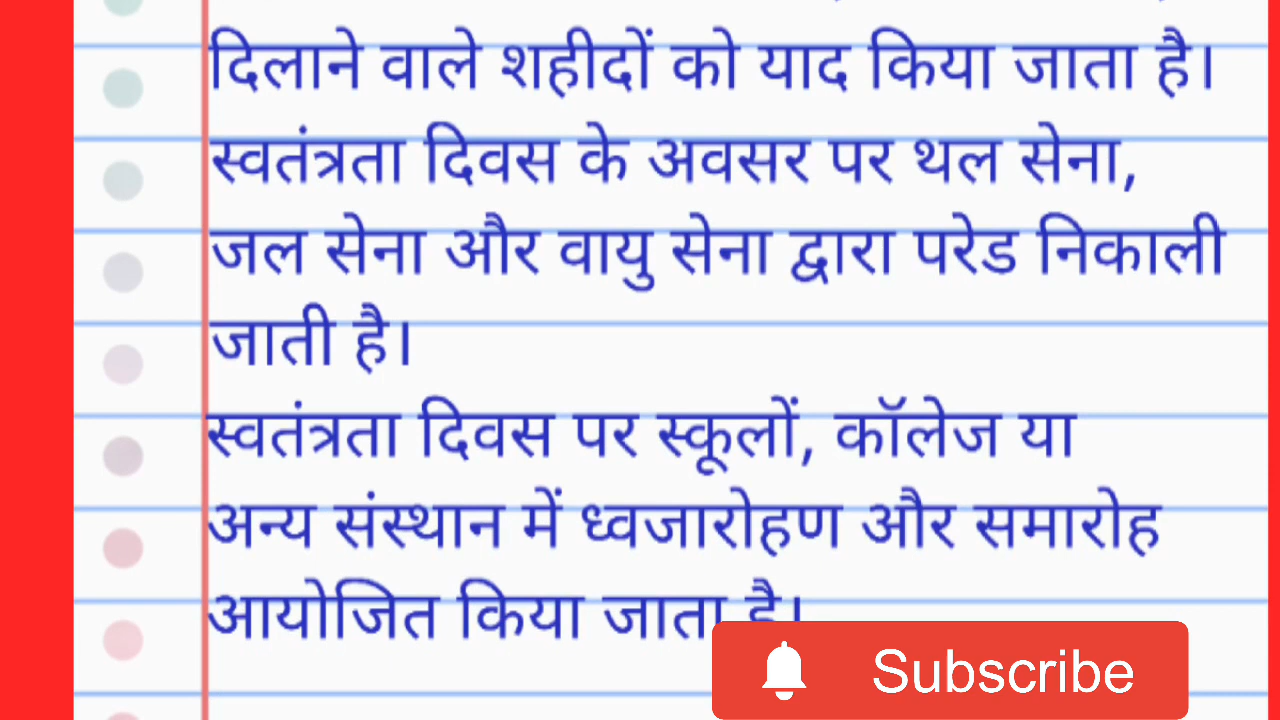 दिलाने वाले शहीदों को याद किया जाता है।
स्वतंत्रता दिवस के अवसर पर थल सेना,
जल सेना और वायु सेना द्वारा परेड निकाली
जाती है।
स्वतंत्रता दिवस पर स्कूलों, कॉलेज या
अन्य संस्थान में ध्वजारोहण और समारोह
आयोजित किया जाता है।
Subscribe